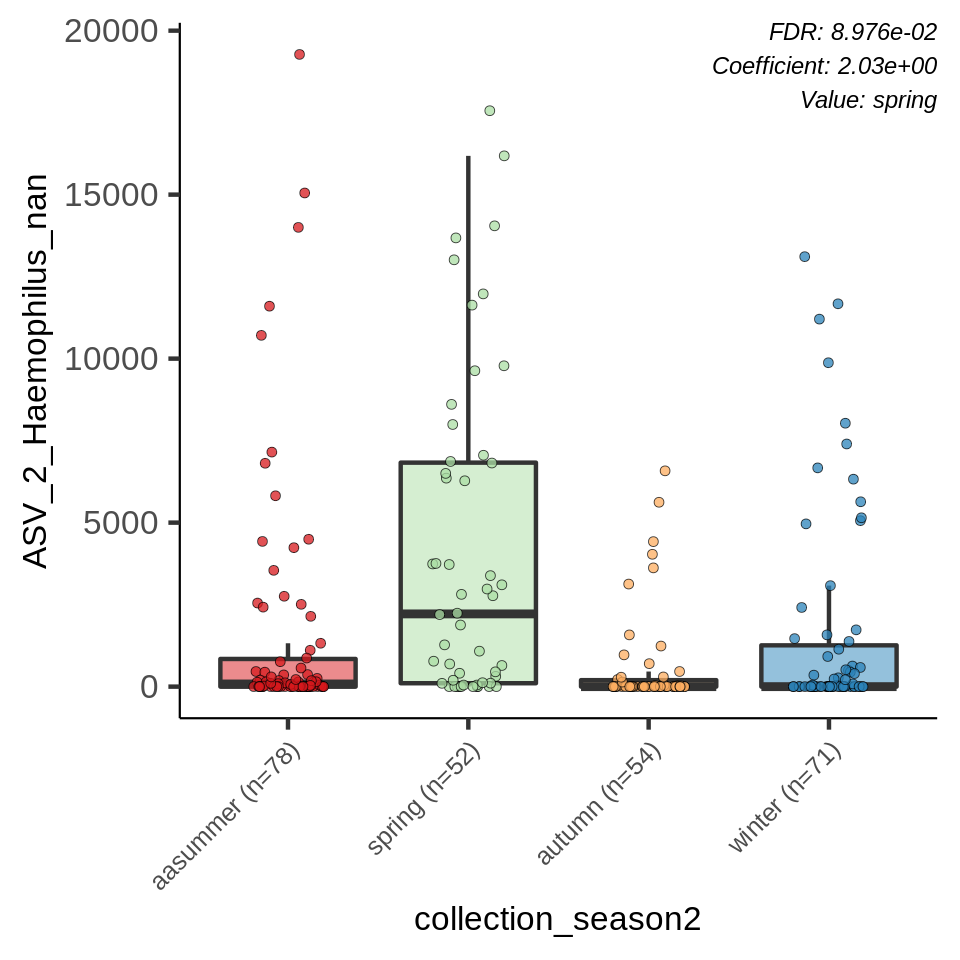 FDR: 8.976e-02
Coefficient: 2.03e+00
Value: spring
ASV_2_Haemophilus_nan
20000
15000
10000
5000
0
aasummer (n=78)
spring (n=52)
autumn (n=54)
winter (n=71)
collection_season2